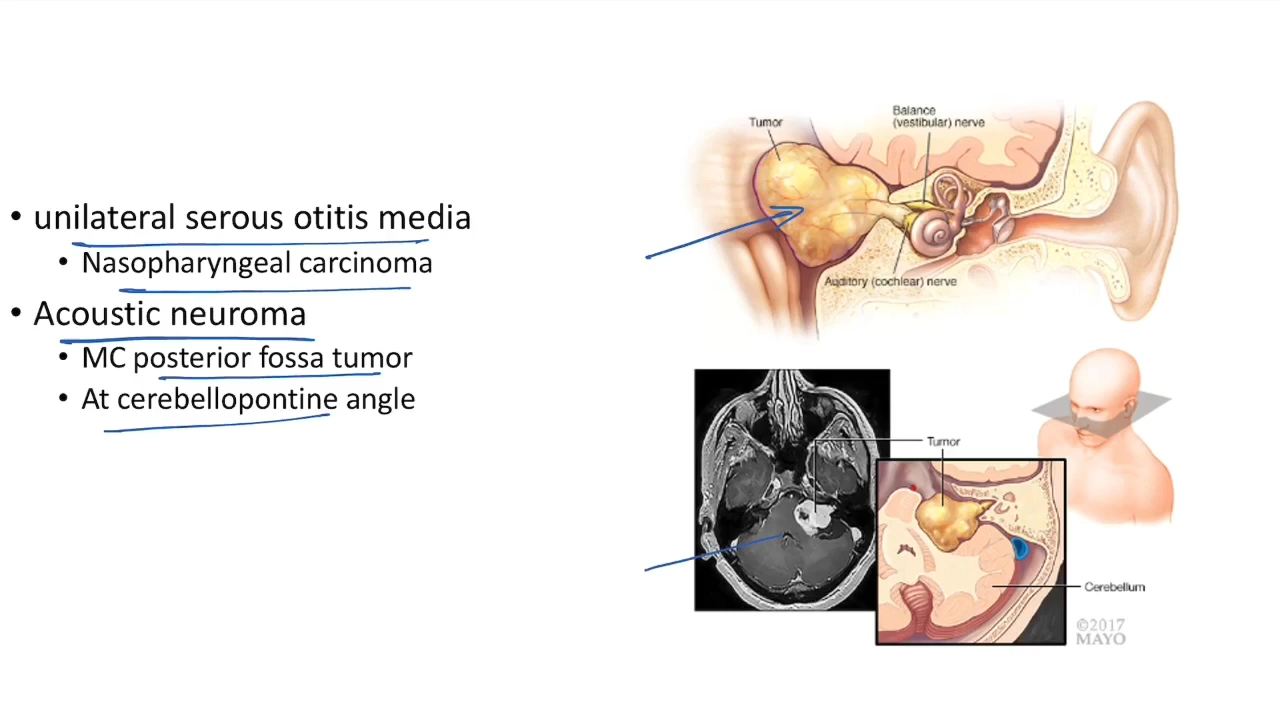 • unilateral serous otitis media
• Nasopharyngeal carcinoma
• Acoustic neuroma
• MC posterior fossa tumor
• At cerebellopontine angle
Balance
(vestibular) nerve
Tumor
Auditory (cochlear) nerve
Tumor
Cerebellum
©2017
MAYO